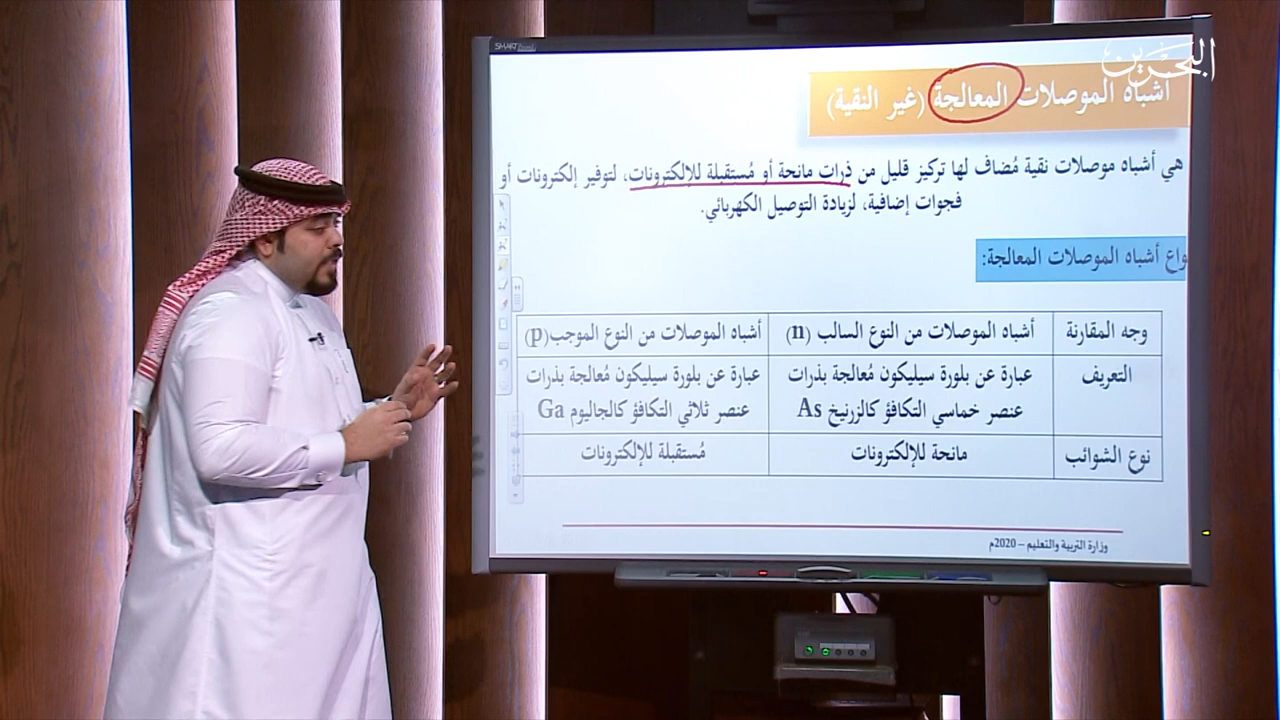 SMART Board
البحرين
أشباه الموصلات المعالجة (غير النقية)
هي أشباه موصلات نقية مُضاف لها تركيز قليل من ذرات مانحة أو مُستقبلة للإلكترونات، لتوفير إلكترونات أو
فجوات إضافية، لزيادة التوصيل الكهربائي.
واع أشباه الموصلات المعالجة:
وجه المقارنة أشباه الموصلات من النوع السالب (n) أشباه الموصلات من النوع الموجب(p)
التعريف عبارة عن بلورة سيليكون مُعالجة بذرات عنصر خماسي التكافؤ كالزرنيخ As عبارة عن بلورة سيليكون مُعالجة بذرات عنصر ثلاثي التكافؤ كالجاليوم Ga
نوع الشوائب مانحة للإلكترونات مُستقبلة للإلكترونات
وزارة التربية والتعليم – 2020م